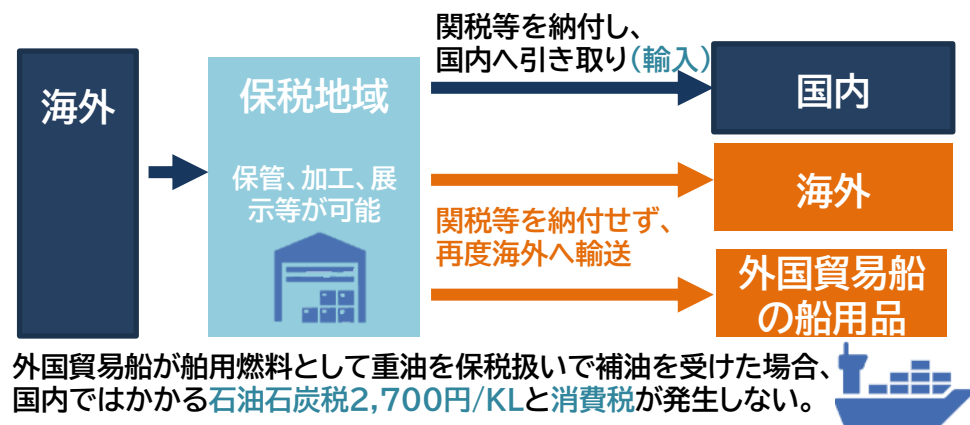 海外
保税地域
保管、加工、展
示等が可能
関税等を納付し、
国内へ引き取り(輸入)
国内
関税等を納付せず、
再度海外へ輸送
海外
外国貿易船
の船用品
外国貿易船が舶用燃料として重油を保税扱いで補油を受けた場合、
国内ではかかる石油石炭税2,700円/KLと消費税が発生しない。